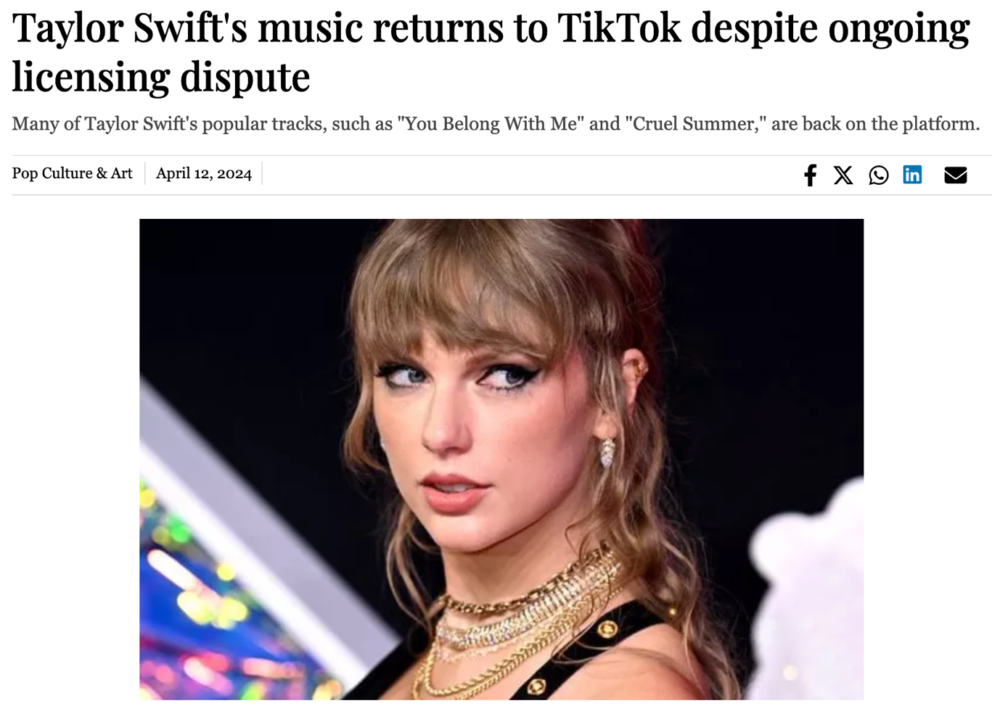 Taylor Swift's music returns to TikTok despite ongoing
licensing dispute
Many of Taylor Swift's popular tracks, such as "You Belong With Me" and "Cruel Summer," are back on the platform.
Pop Culture & Art
April 12, 2024
in